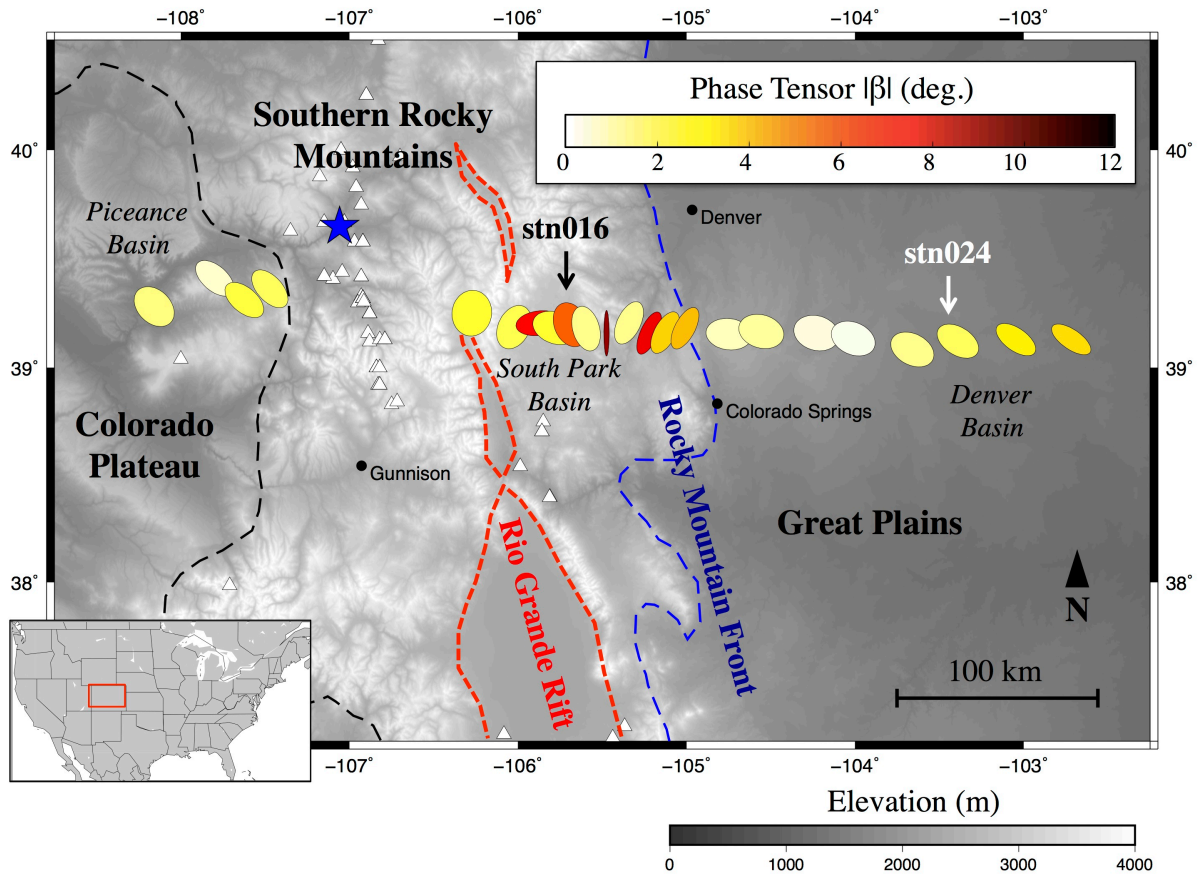 −108° −107° −106° −105° −104° −103°
Phase Tensor |β| (deg.)
0 2 4 6 8 10 12
Southern Rocky
Mountains
40° 40°
Piceance
Basin
Denver
stn016
stn024
39° 39°
South Park
Basin
Denver
Basin
Colorado
Plateau
Colorado Springs
Gunnison
Rocky Mountain Front
Great Plains
Rio Grande Rift
38° 38°
N
100 km
−107° −106° −105° −104° −103°
Elevation (m)
0 1000 2000 3000 4000